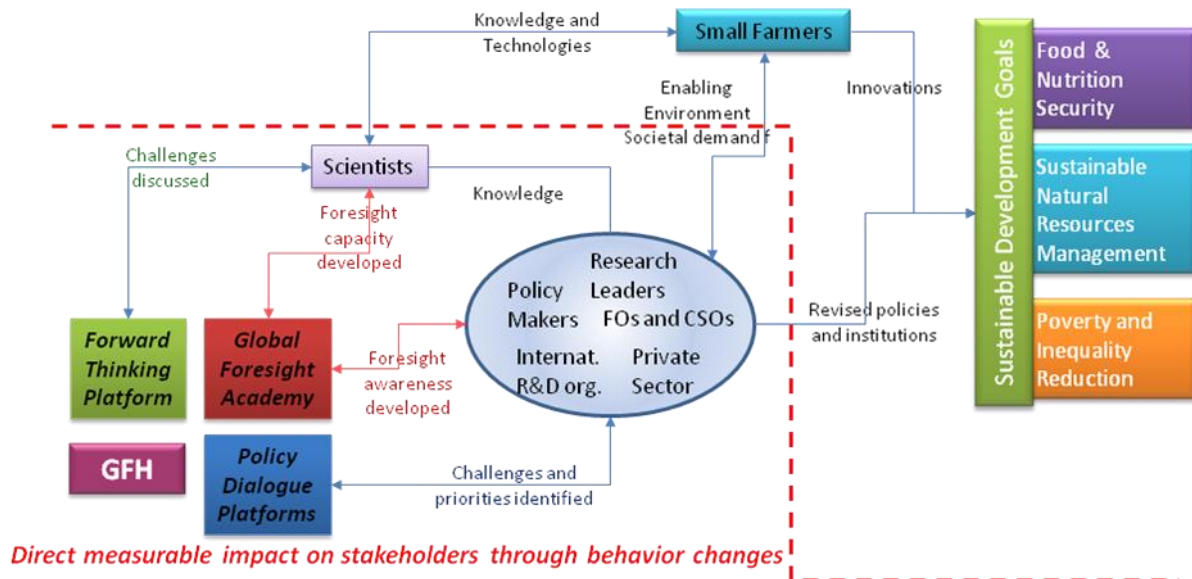 Knowledge and
Technologies
Small Farmers
Enabling
Environment
Societal demand f
Innovations
Challenges
discussed
Scientists
Knowledge
Foresight
capacity
developed
Research
Policy Leaders
Makers FOs and CSOs
Internat. Private
R&D org. Sector
Forward
Thinking
Platform
Global
Foresight
Academy
Foresight
awareness
developed
Revised policies
and institutions
GFH
Policy
Dialogue
Platforms
Challenges and
priorities identified
Direct measurable impact on stakeholders through behavior changes
Sustainable Development Goals
Food &
Nutrition
Security
Sustainable
Natural
Resources
Management
Poverty and
Inequality
Reduction